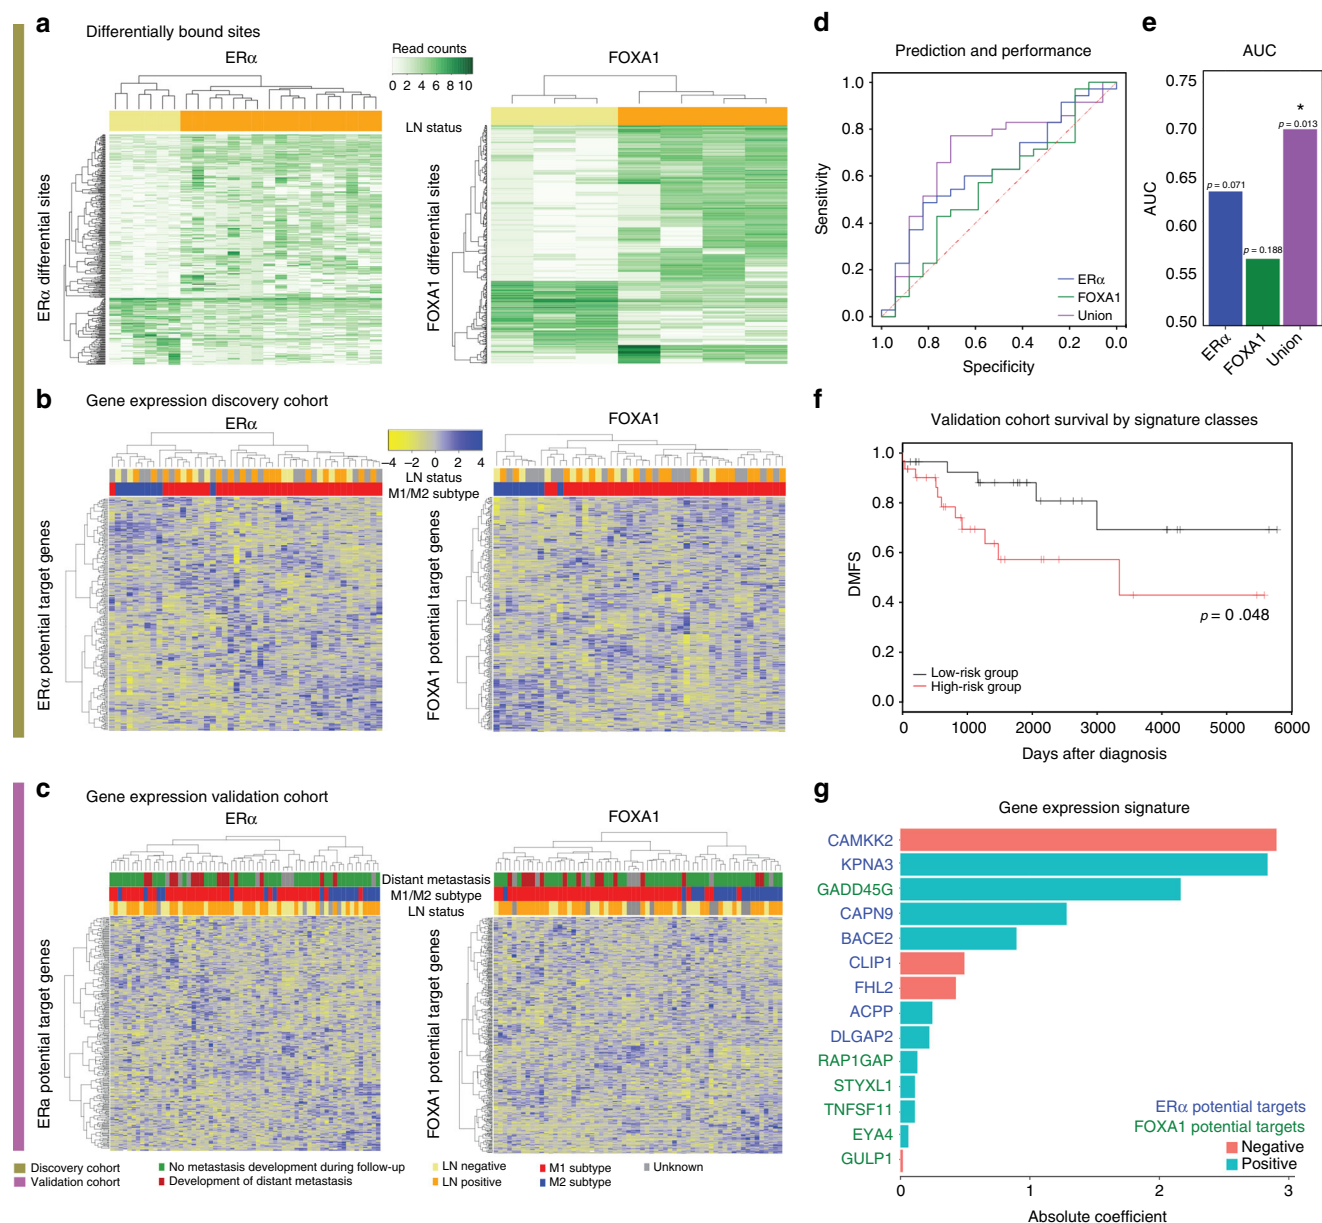 a
Differentially bound sites
ERα
Read counts
0 2 4 6 8 10
FOXA1
LN status
ERα differential sites
FOXA1 differential sites
b
Gene expression discovery cohort
ERα
−4 −2 0 2 4
FOXA1
LN status
M1/M2 subtype
ERα potential target genes
FOXA1 potential target genes
c
Gene expression validation cohort
ERα
FOXA1
Distant metastasis
M1/M2 subtype
LN status
ERa potential target genes
FOXA1 potential target genes
Discovery cohort
Validation cohort
No metastasis development during follow-up
Development of distant metastasis
LN negative
LN positive
M1 subtype
M2 subtype
Unknown
d
Prediction and performance
Sensitivity
1.0
0.8
0.6
0.4
0.2
0.0
ERα
FOXA1
Union
1.0 0.8 0.6 0.4 0.2 0.0
Specificity
e
AUC
AUC
0.75
0.70
0.65
0.60
0.55
0.50
p = 0.071
p = 0.188
*
p = 0.013
ERα
FOXA1
Union
f
Validation cohort survival by signature classes
DMFS
1.0
0.8
0.6
0.4
0.2
0.0
p = 0 .048
Low-risk group
High-risk group
0 1000 2000 3000 4000 5000 6000
Days after diagnosis
g
Gene expression signature
CAMKK2
KPNA3
GADD45G
CAPN9
BACE2
CLIP1
FHL2
ACPP
DLGAP2
RAP1GAP
STYXL1
TNFSF11
EYA4
GULP1
ERα potential targets
FOXA1 potential targets
Negative
Positive
0 1 2 3
Absolute coefficient